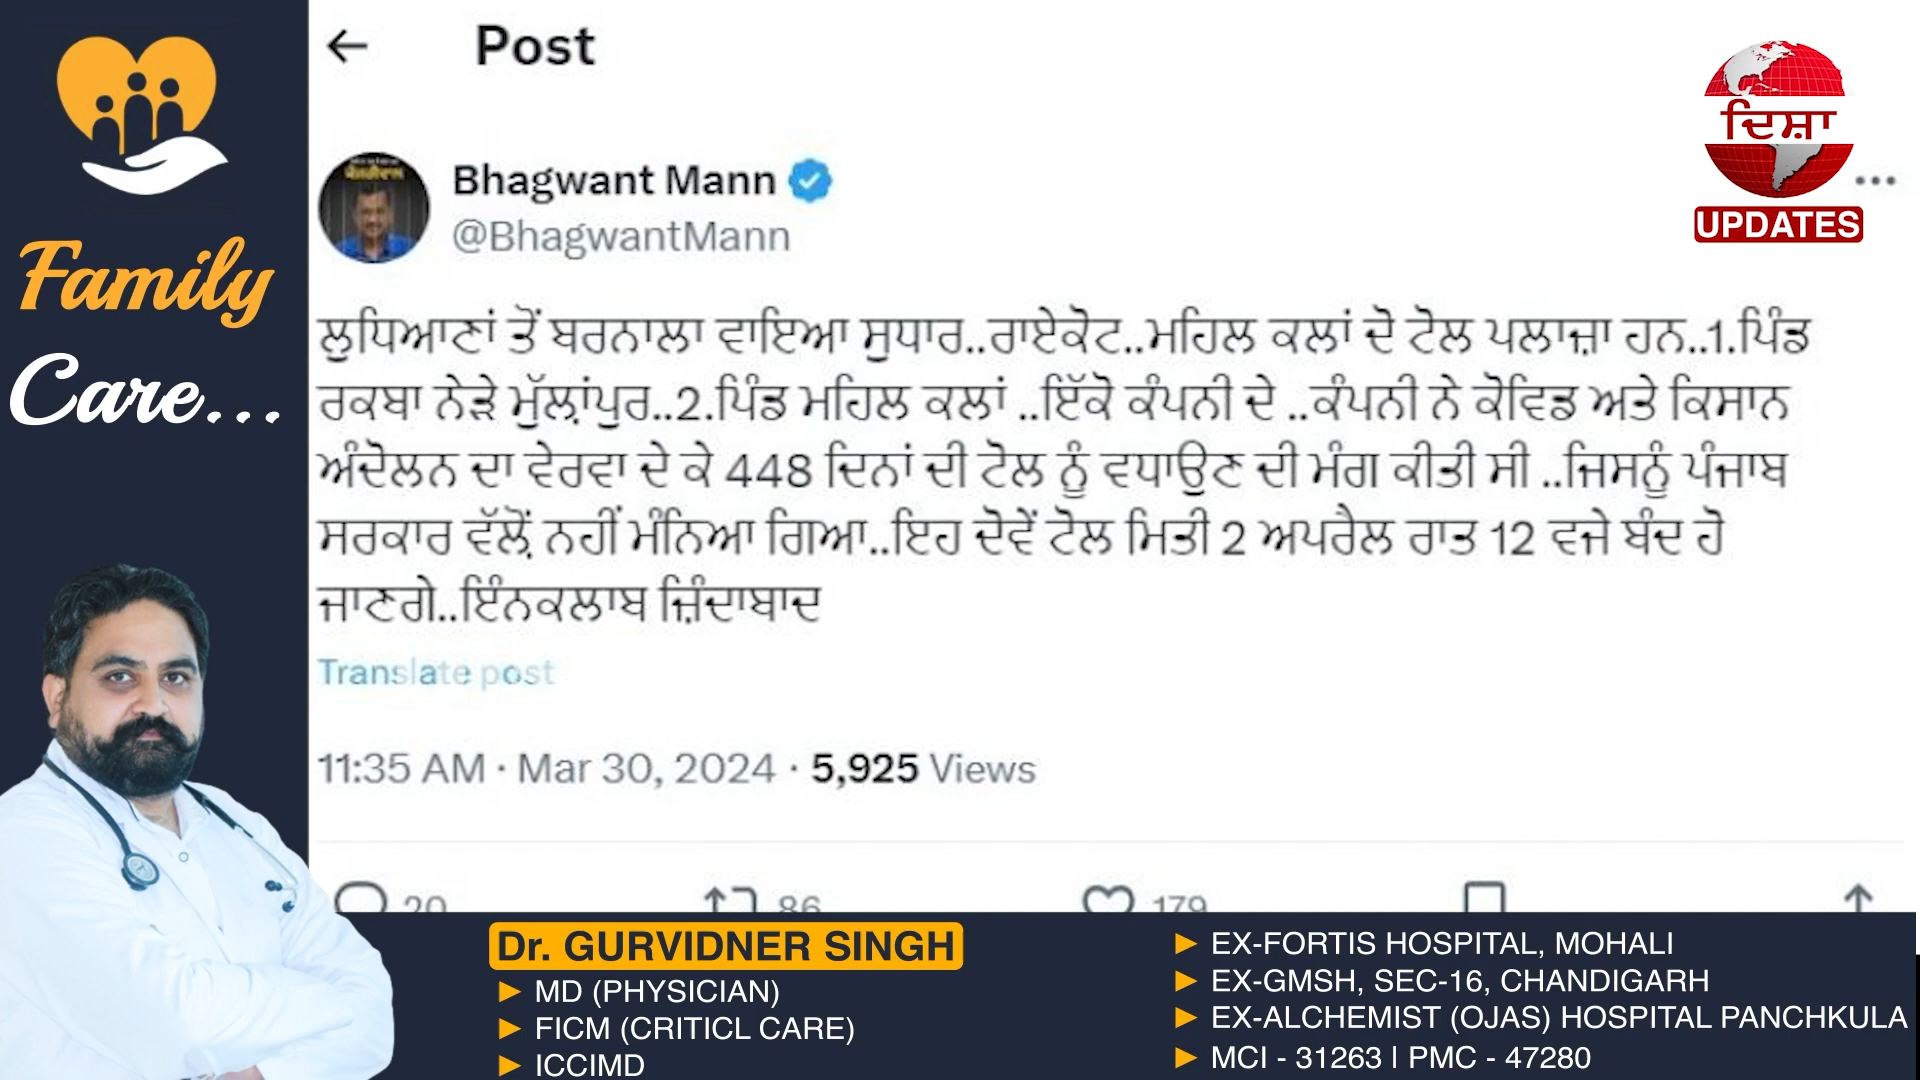 Family
Care...
Post
Bhagwant Mann
@BhagwantMann
ਦਿਸ਼ਾ
UPDATES
ਲੁਧਿਆਣਾਂ ਤੋਂ ਬਰਨਾਲਾ ਵਾਇਆ ਸੁਧਾਰ..ਰਾਏਕੋਟ..ਮਹਿਲ ਕਲਾਂ ਦੋ ਟੋਲ ਪਲਾਜ਼ਾ ਹਨ..1.ਪਿੰਡ
ਰਕਬਾ ਨੇੜੇ ਮੁੱਲਾਂਪੁਰ..2.ਪਿੰਡ ਮਹਿਲ ਕਲਾਂ ..ਇੱਕੋ ਕੰਪਨੀ ਦੇ ..ਕੰਪਨੀ ਨੇ ਕੋਵਿਡ ਅਤੇ ਕਿਸਾਨ
ਅੰਦੋਲਨ ਦਾ ਵੇਰਵਾ ਦੇ ਕੇ 448 ਦਿਨਾਂ ਦੀ ਟੋਲ ਨੂੰ ਵਧਾਉਣ ਦੀ ਮੰਗ ਕੀਤੀ ਸੀ ..ਜਿਸਨੂੰ ਪੰਜਾਬ
ਸਰਕਾਰ ਵੱਲੋਂ ਨਹੀਂ ਮੰਨਿਆ ਗਿਆ..ਇਹ ਦੋਵੇਂ ਟੋਲ ਮਿਤੀ 2 ਅਪਰੈਲ ਰਾਤ 12 ਵਜੇ ਬੰਦ ਹੋ
ਜਾਣਗੇ..ਇੰਨਕਲਾਬ ਜ਼ਿੰਦਾਬਾਦ
Translate post
11:35 AM · Mar 30, 2024 · 5,925 Views
20 86 179
Dr. GURVIDNER SINGH
MD (PHYSICIAN)
FICM (CRITICL CARE)
ICCIMD
EX-FORTIS HOSPITAL, MOHALI
EX-GMSH, SEC-16, CHANDIGARH
EX-ALCHEMIST (OJAS) HOSPITAL PANCHKULA
MCI - 31263 | PMC - 47280